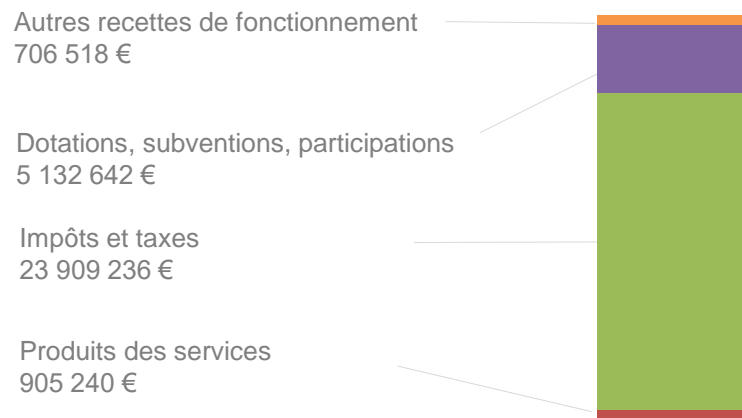 Autres recettes de fonctionnement
706 518 €
Dotations, subventions, participations
5 132 642 €
Impôts et taxes
23 909 236 €
Produits des services
905 240 €